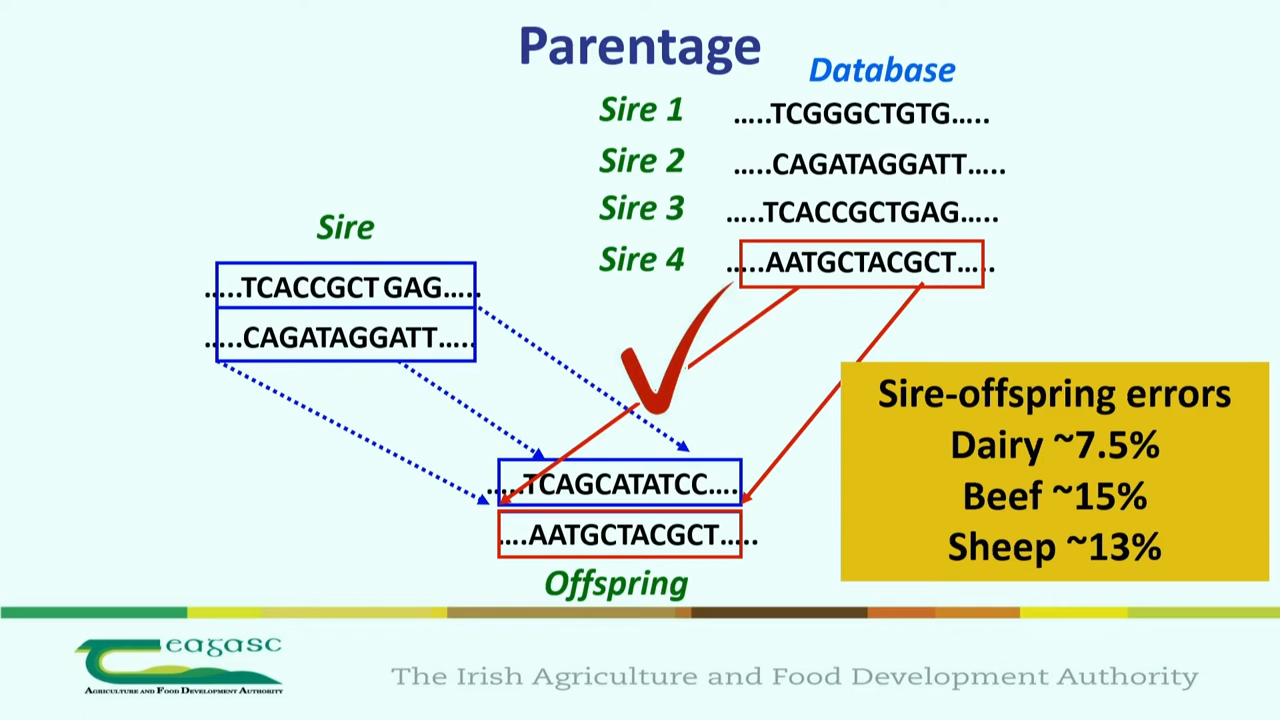 Parentage
Database
Sire 1 …..TCGGGCTGTG…..
Sire 2 …..CAGATAGGATT…..
Sire 3 …..TCACCGCTGAG…..
Sire 4 …..AATGCTACGCT…..
Sire
…..TCACCGCT GAG…..
…..CAGATAGGATT…..
Sire-offspring errors
Dairy ~7.5%
Beef ~15%
Sheep ~13%
…..TCAGCATATCC…..
….AATGCTACGCT…..
Offspring
eagasc
AGRICULTURE AND FOOD DEVELOPMENT AUTHORITY
The Irish Agriculture and Food Development Authority